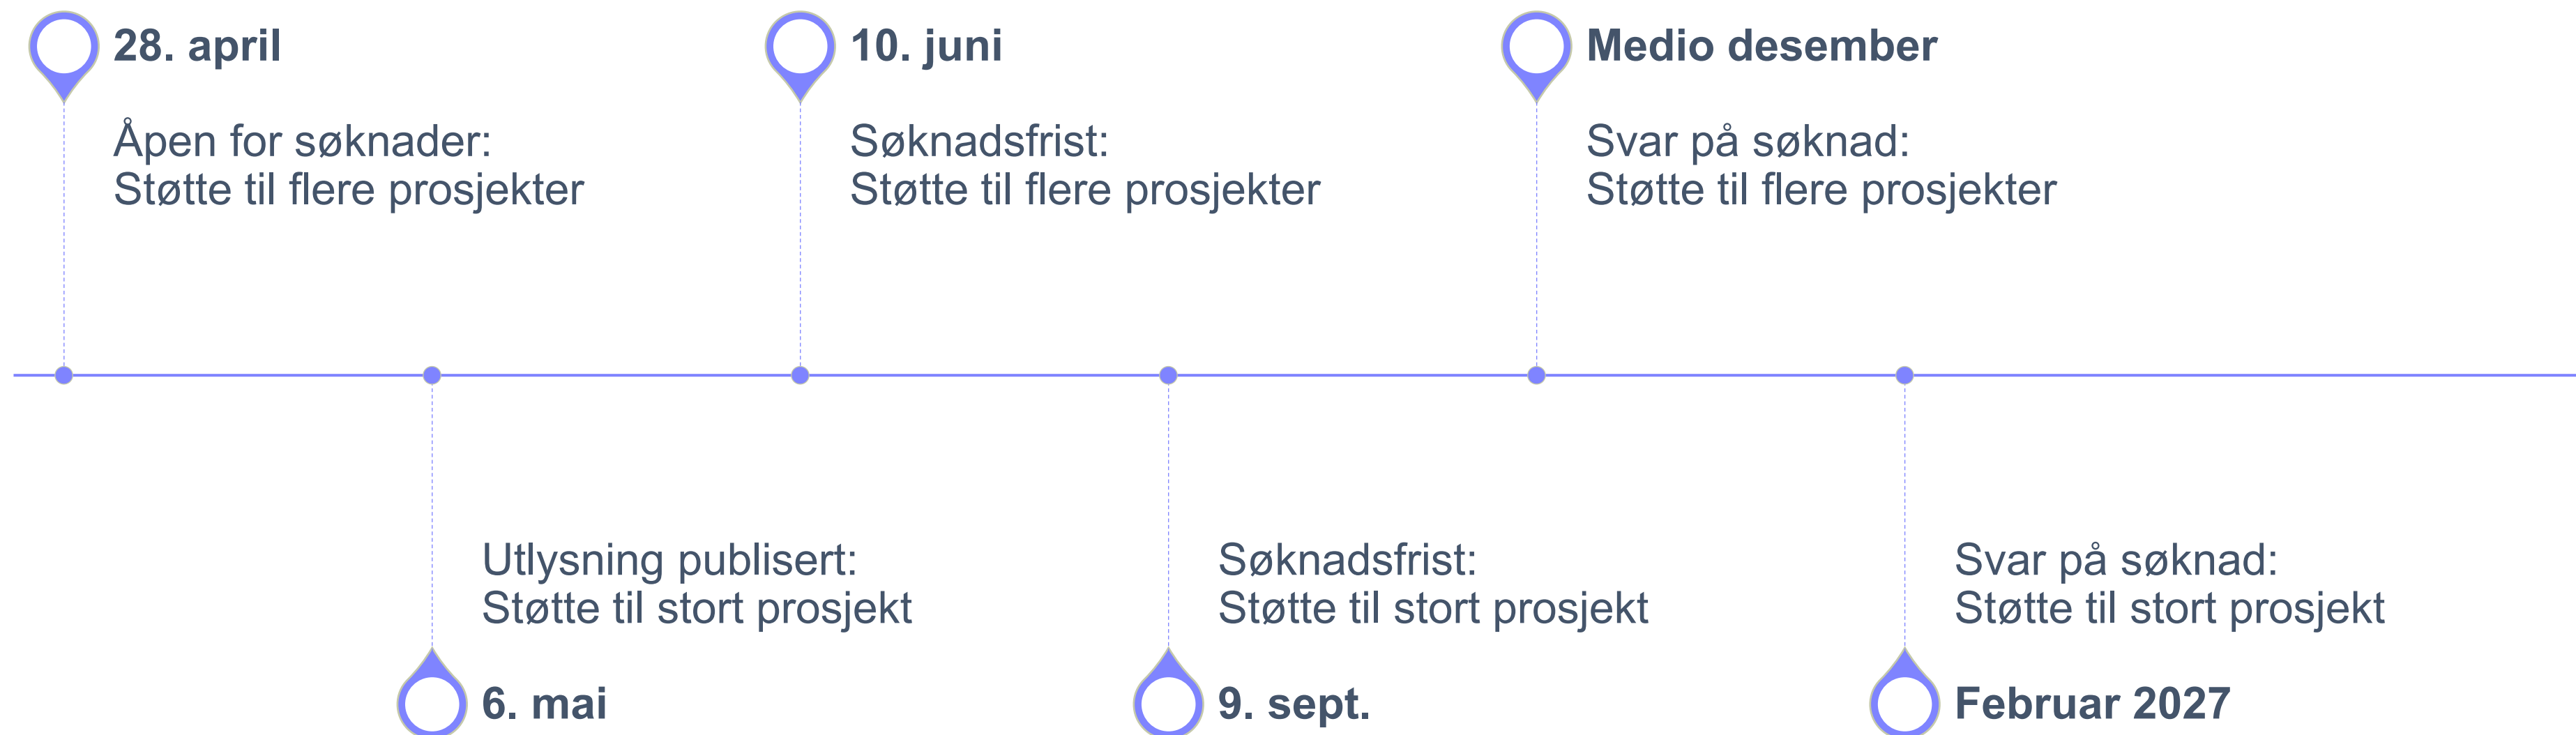 28. april
Åpen for søknader:
Støtte til flere prosjekter
10. juni
Søknadsfrist:
Støtte til flere prosjekter
Medio desember
Svar på søknad:
Støtte til flere prosjekter
Utlysning publisert:
Støtte til stort prosjekt
6. mai
Søknadsfrist:
Støtte til stort prosjekt
9. sept.
Svar på søknad:
Støtte til stort prosjekt
Februar 2027